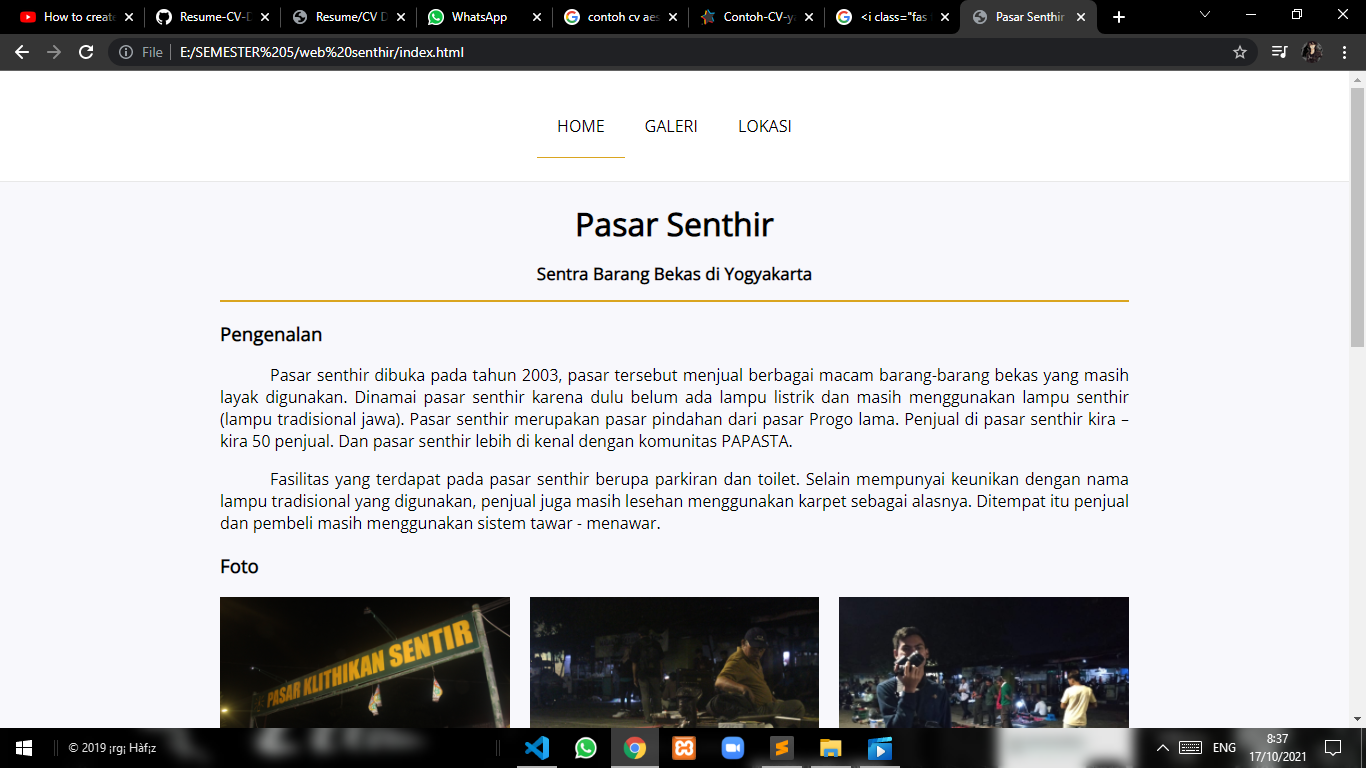 How to create
Resume-CV-D
Resume/CV D
WhatsApp
contoh cv aes
Contoh-CV-ya
<i class="fas
Pasar Senthir
File
E:/SEMESTER%205/web%20senthir/index.html
HOME GALERI LOKASI
Pasar Senthir
Sentra Barang Bekas di Yogyakarta
Pengenalan
Pasar senthir dibuka pada tahun 2003, pasar tersebut menjual berbagai macam barang-barang bekas yang masih
layak digunakan. Dinamai pasar senthir karena dulu belum ada lampu listrik dan masih menggunakan lampu senthir
(lampu tradisional jawa). Pasar senthir merupakan pasar pindahan dari pasar Progo lama. Penjual di pasar senthir kira –
kira 50 penjual. Dan pasar senthir lebih di kenal dengan komunitas PAPASTA.
Fasilitas yang terdapat pada pasar senthir berupa parkiran dan toilet. Selain mempunyai keunikan dengan nama
lampu tradisional yang digunakan, penjual juga masih lesehan menggunakan karpet sebagai alasnya. Ditempat itu penjual
dan pembeli masih menggunakan sistem tawar - menawar.
Foto
PASAR KLITHIKAN SENTIR
© 2019 ¡rg¡ Hàf¡z
ENG
8:37
17/10/2021